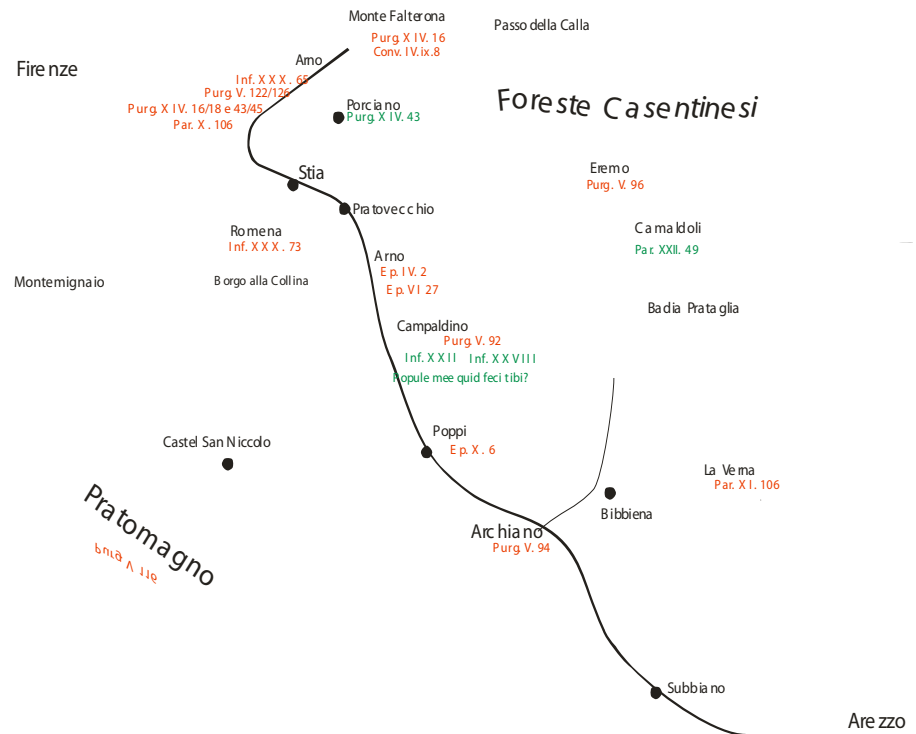 Monte Falterona
Passo della Calla
Purg. XIV. 16
Conv. IV.ix.8
Arno
Firenze
Inf. XXX. 65
Purg. V. 122/126
Purg. XIV. 16/18 e 43/45
Par. X. 106
Porciano
Purg. XIV. 43
Foreste Casentinesi
Eremo
Purg. V. 96
Stia
Pratovecchio
Romena
Inf. XXX. 73
Camaldoli
Par. XXII. 49
Arno
Ep. IV. 2
Ep. VI 27
Montemignaio
Borgo alla Collina
Badia Prataglia
Campaldino
Purg. V. 92
Inf. XXII Inf. XXVIII
Popule mee quid feci tibi?
Poppi
Ep. X. 6
Castel San Niccolo
La Verna
Par. XI. 106
Bibbiena
Pratomagno
Purg V 116
Archiano
Purg. V. 94
Subbiano
Arezzo